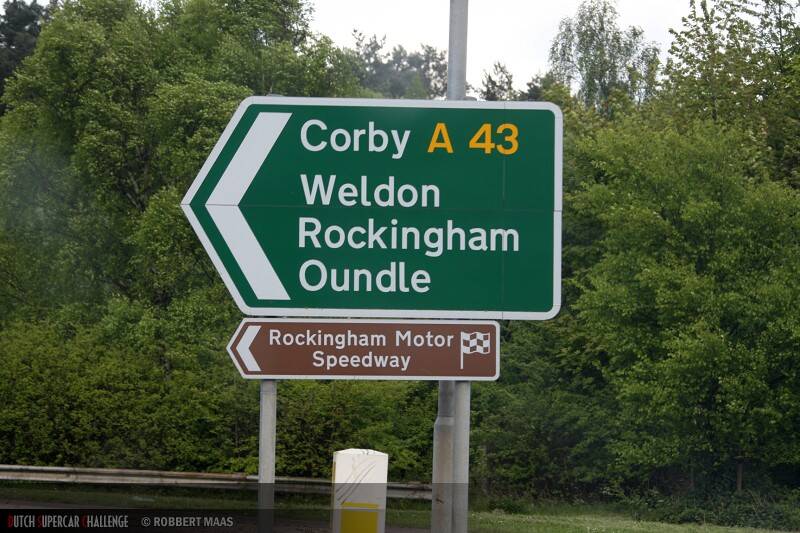 Corby A 43
Weldon
Rockingham
Oundle
Rockingham Motor
Speedway
DUTCH SUPERCAR CHALLENGE © ROBBERT MAAS